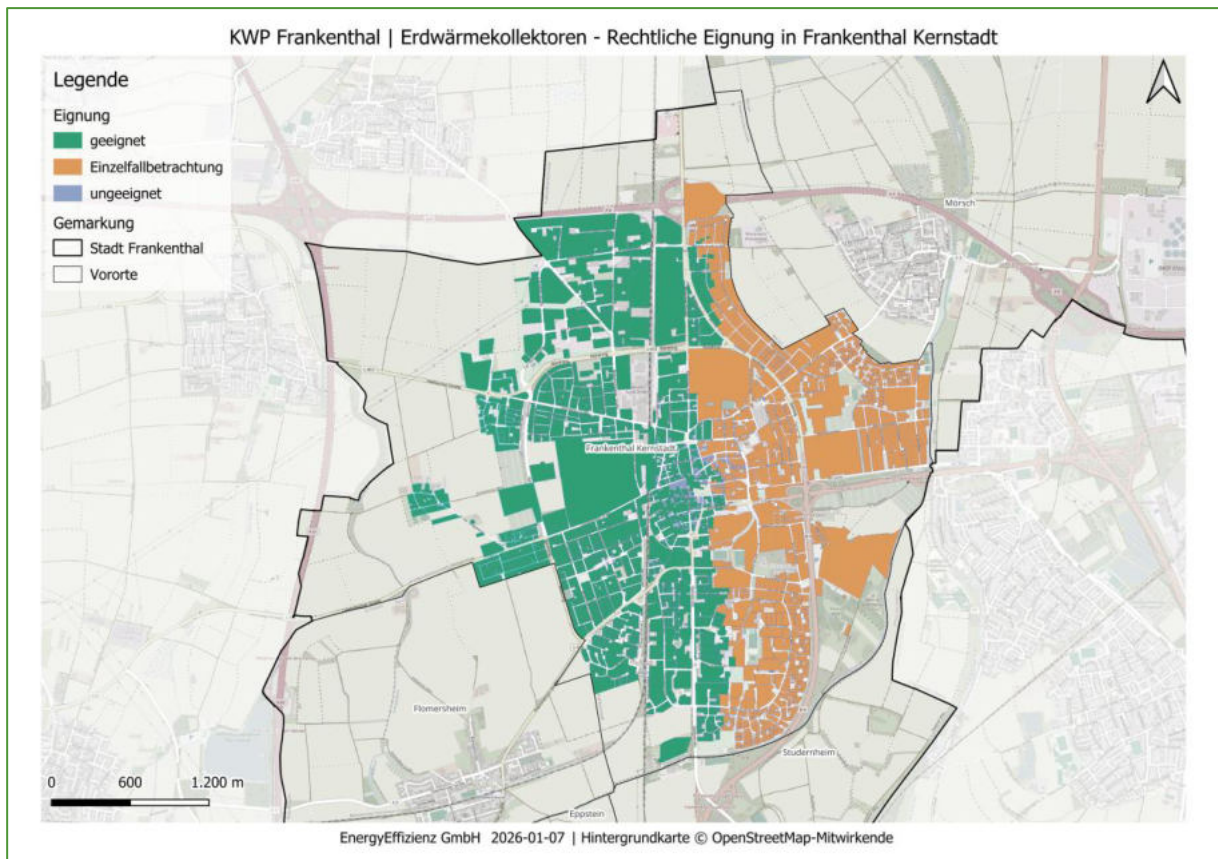 KWP Frankenthal | Erdwärmekollektoren - Rechtliche Eignung in Frankenthal Kernstadt
Legende
Eignung
geeignet
Einzelfallbetrachtung
ungeeignet
Gemarkung
Stadt Frankenthal
Vororte
Mörsch
Frankenthal Kernstadt
Flomersheim
Studernheim
Eppstein
0 600 1.200 m
EnergyEffizienz GmbH 2026-01-07 | Hintergrundkarte © OpenStreetMap-Mitwirkende